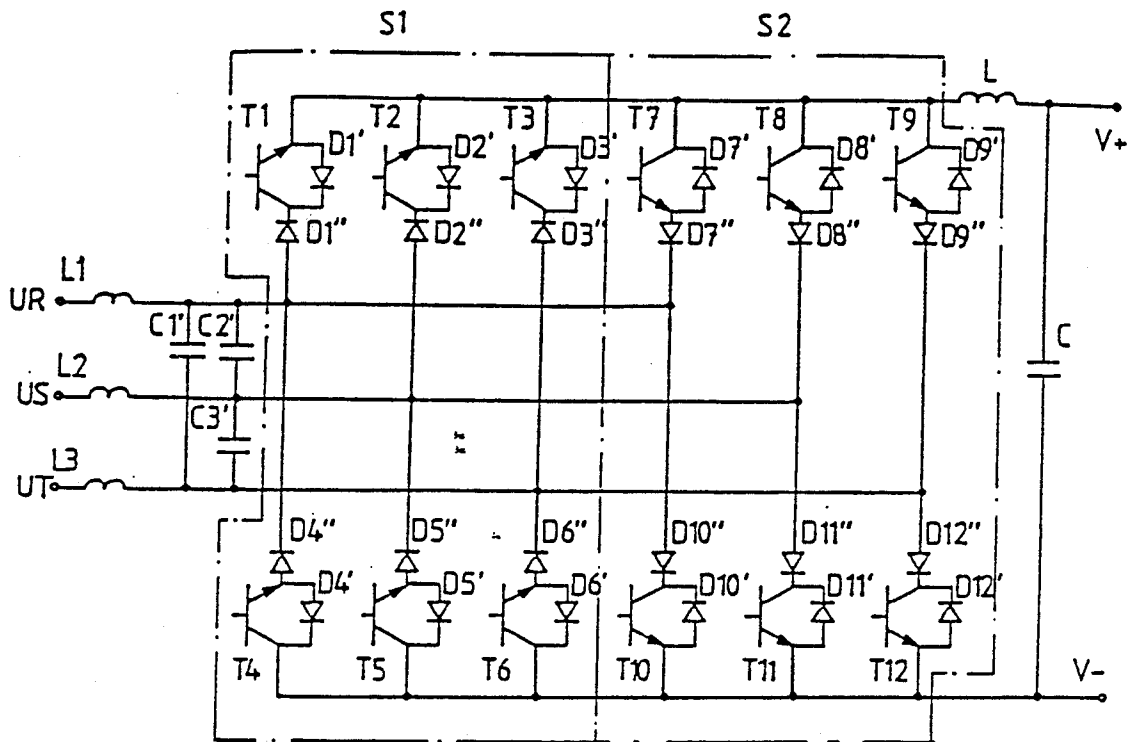 S1 S2
L
T1 T2 T3 T7 T8 T9
D1' D2' D3' D7' D8' D9'
V+
D1" D2" D3" D7" D8" D9"
L1
UR
C1' C2'
C
L2
US
C3'
L3
UT
D4" D5" D6" D10" D11" D12"
D4' D5' D6' D10' D11' D12'
T4 T5 T6 T10 T11 T12
V-